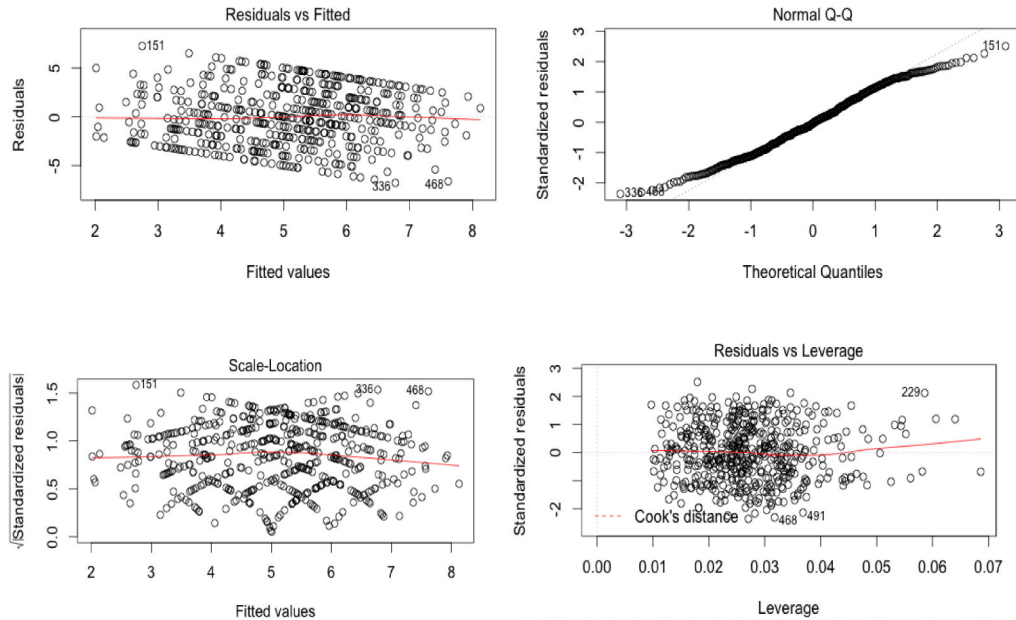 Residuals vs Fitted
Residuals
5
0
-5
151
336
468
2 3 4 5 6 7 8
Fitted values
Normal Q-Q
Standardized residuals
3
2
1
0
-1
-2
151
336
468
-3 -2 -1 0 1 2 3
Theoretical Quantiles
Scale-Location
√|Standardized residuals|
1.5
1.0
0.5
0.0
151
336
468
2 3 4 5 6 7 8
Fitted values
Residuals vs Leverage
Standardized residuals
3
2
1
0
-2
229
Cook's distance
468
491
0.00 0.01 0.02 0.03 0.04 0.05 0.06 0.07
Leverage